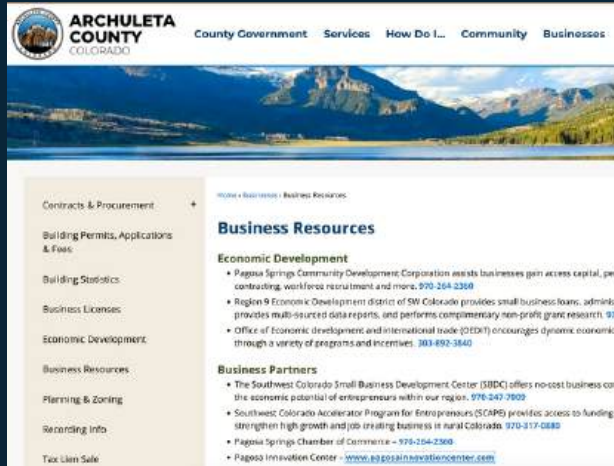 ARCHULETA
COUNTY
COLORADO
County Government Services How Do I... Community Businesses
Contracts & Procurement +
Building Permits, Applications
& Fees
Building Statistics
Business Licenses
Economic Development
Business Resources
Planning & Zoning
Recording Info
Tax Lien Sale
Home › Businesses › Business Resources
Business Resources
Economic Development
• Pagosa Springs Community Development Corporation assists businesses gain access capital, pe
contracting, workforce recruitment and more. 970-264-2360
• Region 9 Economic Development district of SW Colorado provides small business loans, adminis
provides multi-sourced data reports, and performs complimentary non-profit grant research. 9
• Office of Economic development and international trade (OEDIT) encourages dynamic economic
through a variety of programs and incentives. 303-892-3840
Business Partners
• The Southwest Colorado Small Business Development Center (SBDC) offers no-cost business co
the economic potential of entrepreneurs within our region. 970-247-7009
• Southwest Colorado Accelerator Program for Entrepreneurs (SCAPE) provides access to funding
strengthen high growth and job creating business in rural Colorado. 970-317-0880
• Pagosa Springs Chamber of Commerce – 970-264-2360
• Pagosa Innovation Center – www.pagosainnovationcenter.com